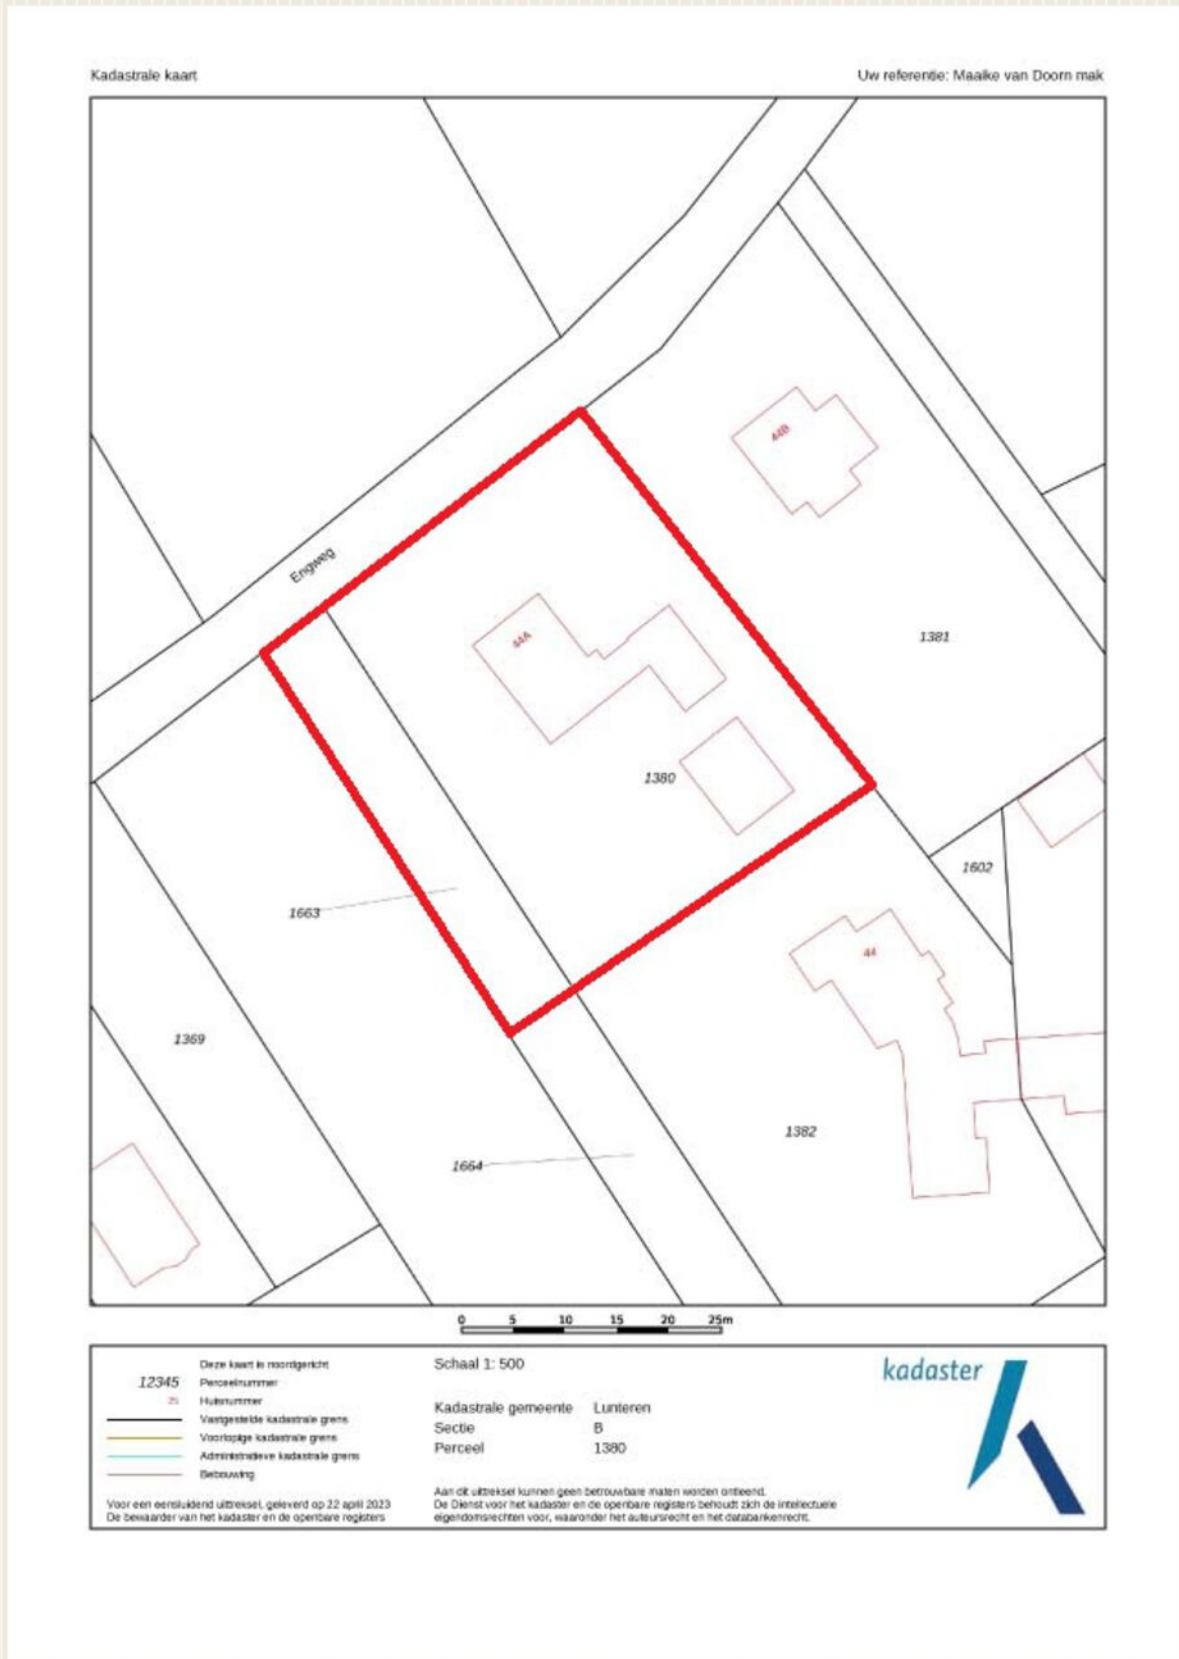 Kadastrale kaart
Uw referentie: Maaike van Doorn mak
44B
Engweg
44A
1381
1380
1602
1663
44
1369
1382
1664
0 5 10 15 20 25m
Deze kaart is noordgericht
12345 Perceelnummer
25 Huisnummer
Vastgestelde kadastrale grens
Voorlopige kadastrale grens
Administratieve kadastrale grens
Bebouwing
Voor een eensluidend uittreksel, geleverd op 22 april 2023
De bewaarder van het kadaster en de openbare registers
Schaal 1: 500
Kadastrale gemeente Lunteren
Sectie B
Perceel 1380
Aan dit uittreksel kunnen geen betrouwbare maten worden ontleend.
De Dienst voor het kadaster en de openbare registers behoudt zich de intellectuele
eigendomsrechten voor, waaronder het auteursrecht en het databankenrecht.
kadaster